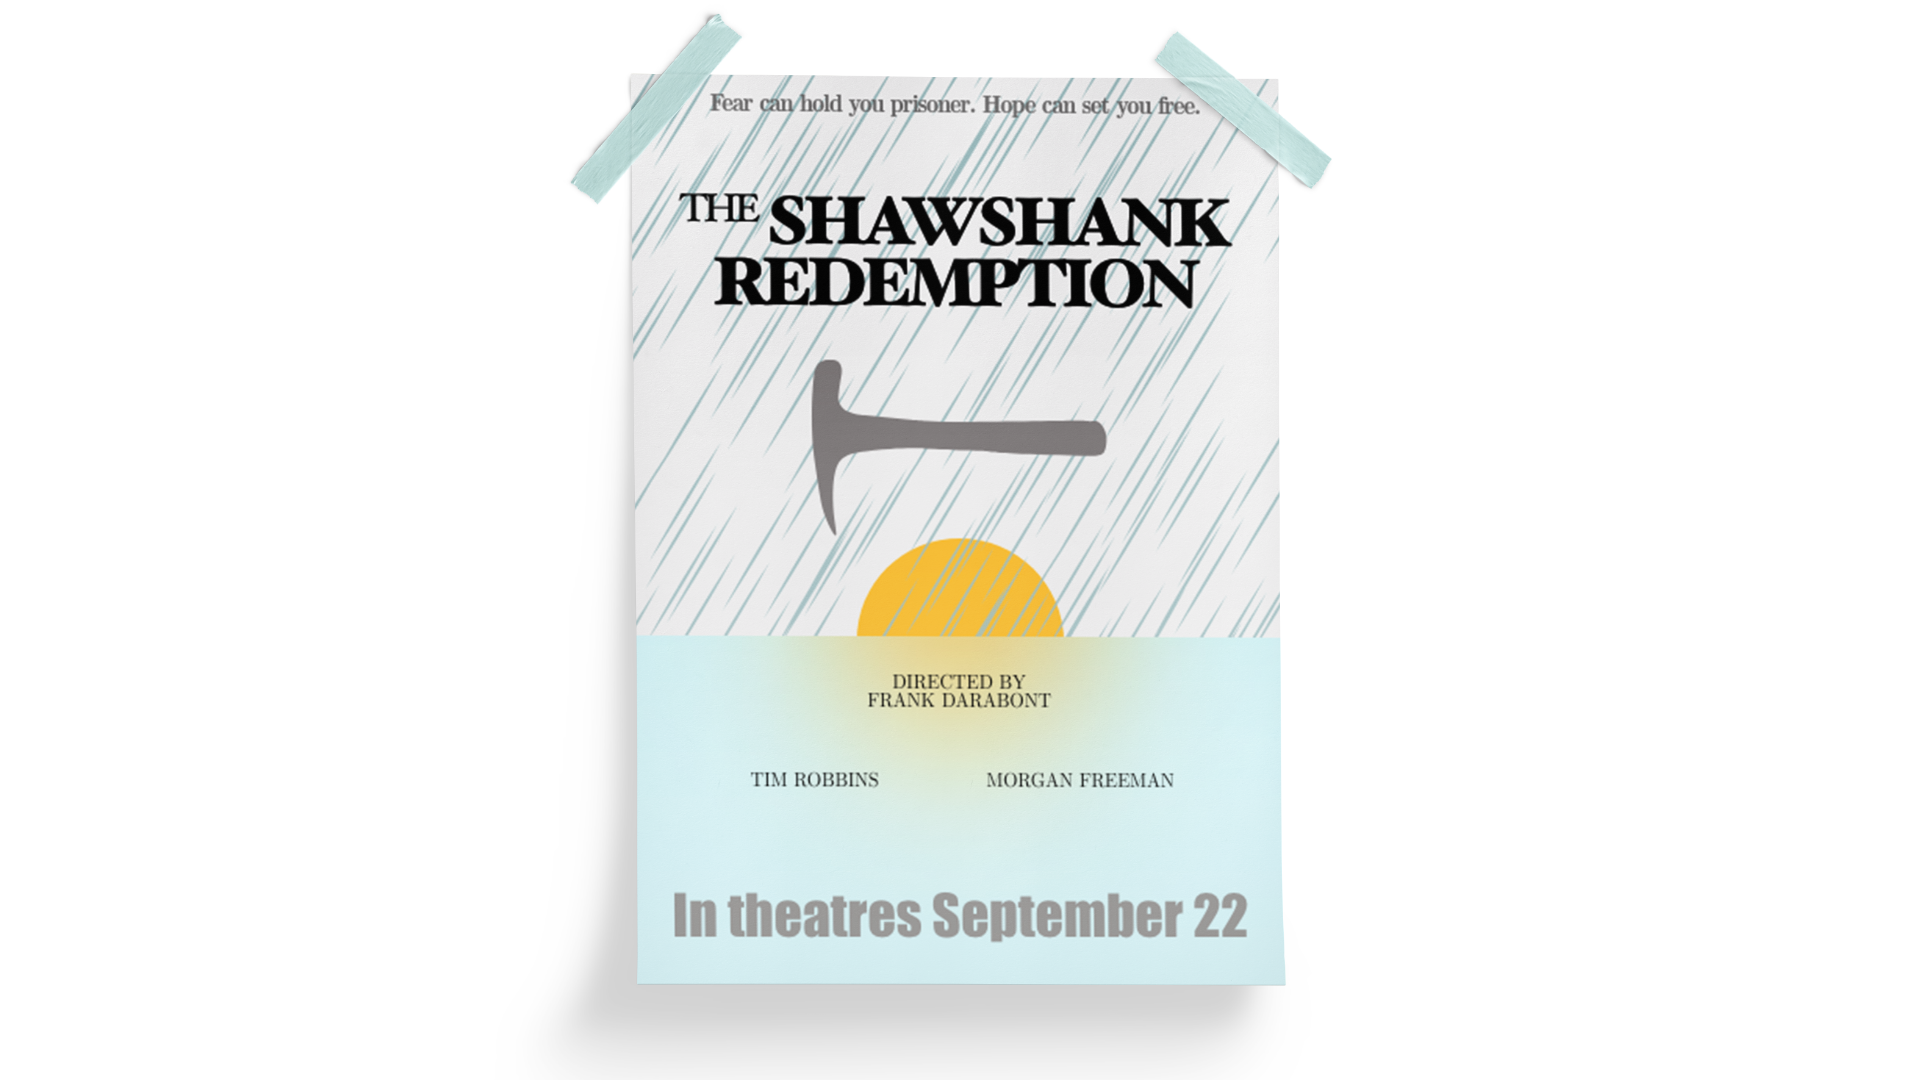 Fear can hold you prisoner. Hope can set you free.
THE SHAWSHANK
REDEMPTION
DIRECTED BY
FRANK DARABONT
TIM ROBBINS MORGAN FREEMAN
In theatres September 22